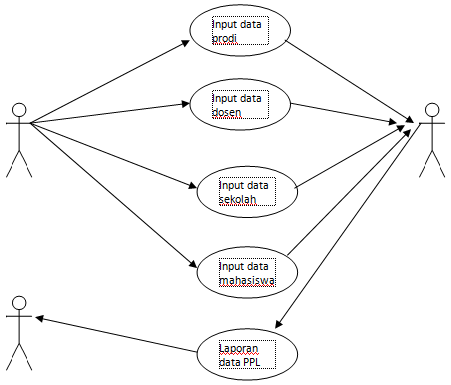 Input data
prodi
Input data
dosen
Input data
sekolah
Input data
mahasiswa
Laporan
data PPL